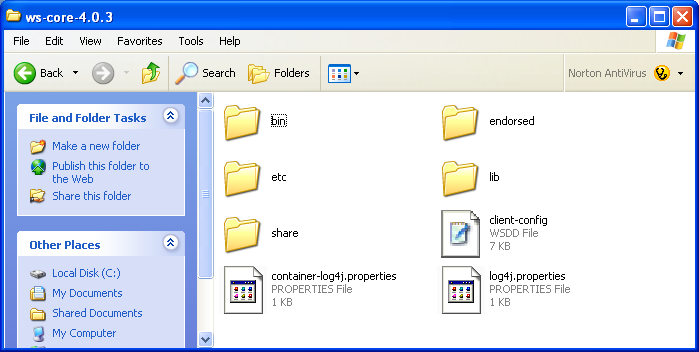 ws-core-4.0.3
File Edit View Favorites Tools Help
Back Search Folders Norton AntiVirus
File and Folder Tasks
Make a new folder
Publish this folder to
the Web
Share this folder
Other Places
Local Disk (C:)
My Documents
Shared Documents
My Computer
bin
endorsed
etc
lib
share
client-config
WSDD File
7 KB
container-log4j.properties
PROPERTIES File
1 KB
log4j.properties
PROPERTIES File
1 KB